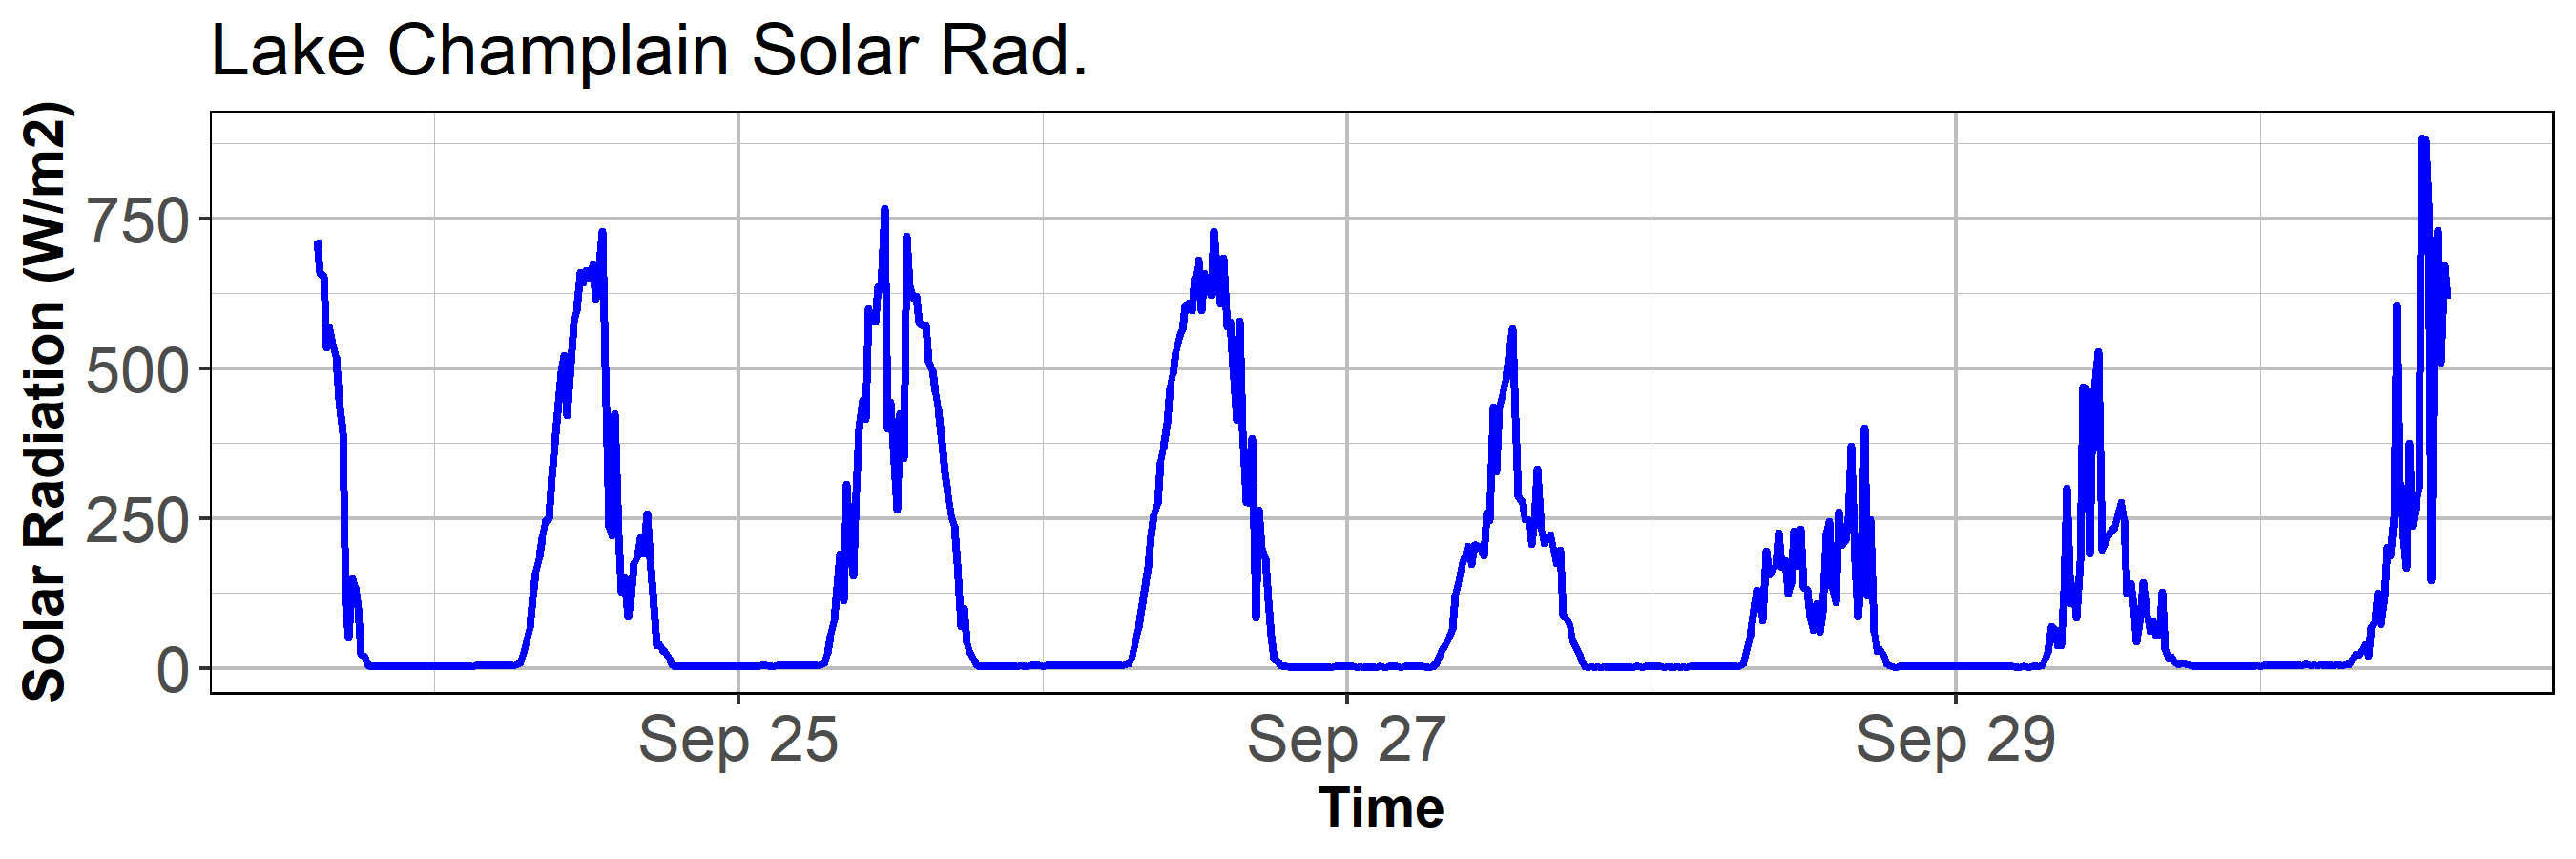 Lake Champlain Solar Rad.
Solar Radiation (W/m2)
750
500
250
0
Sep 25 Sep 27 Sep 29
Time